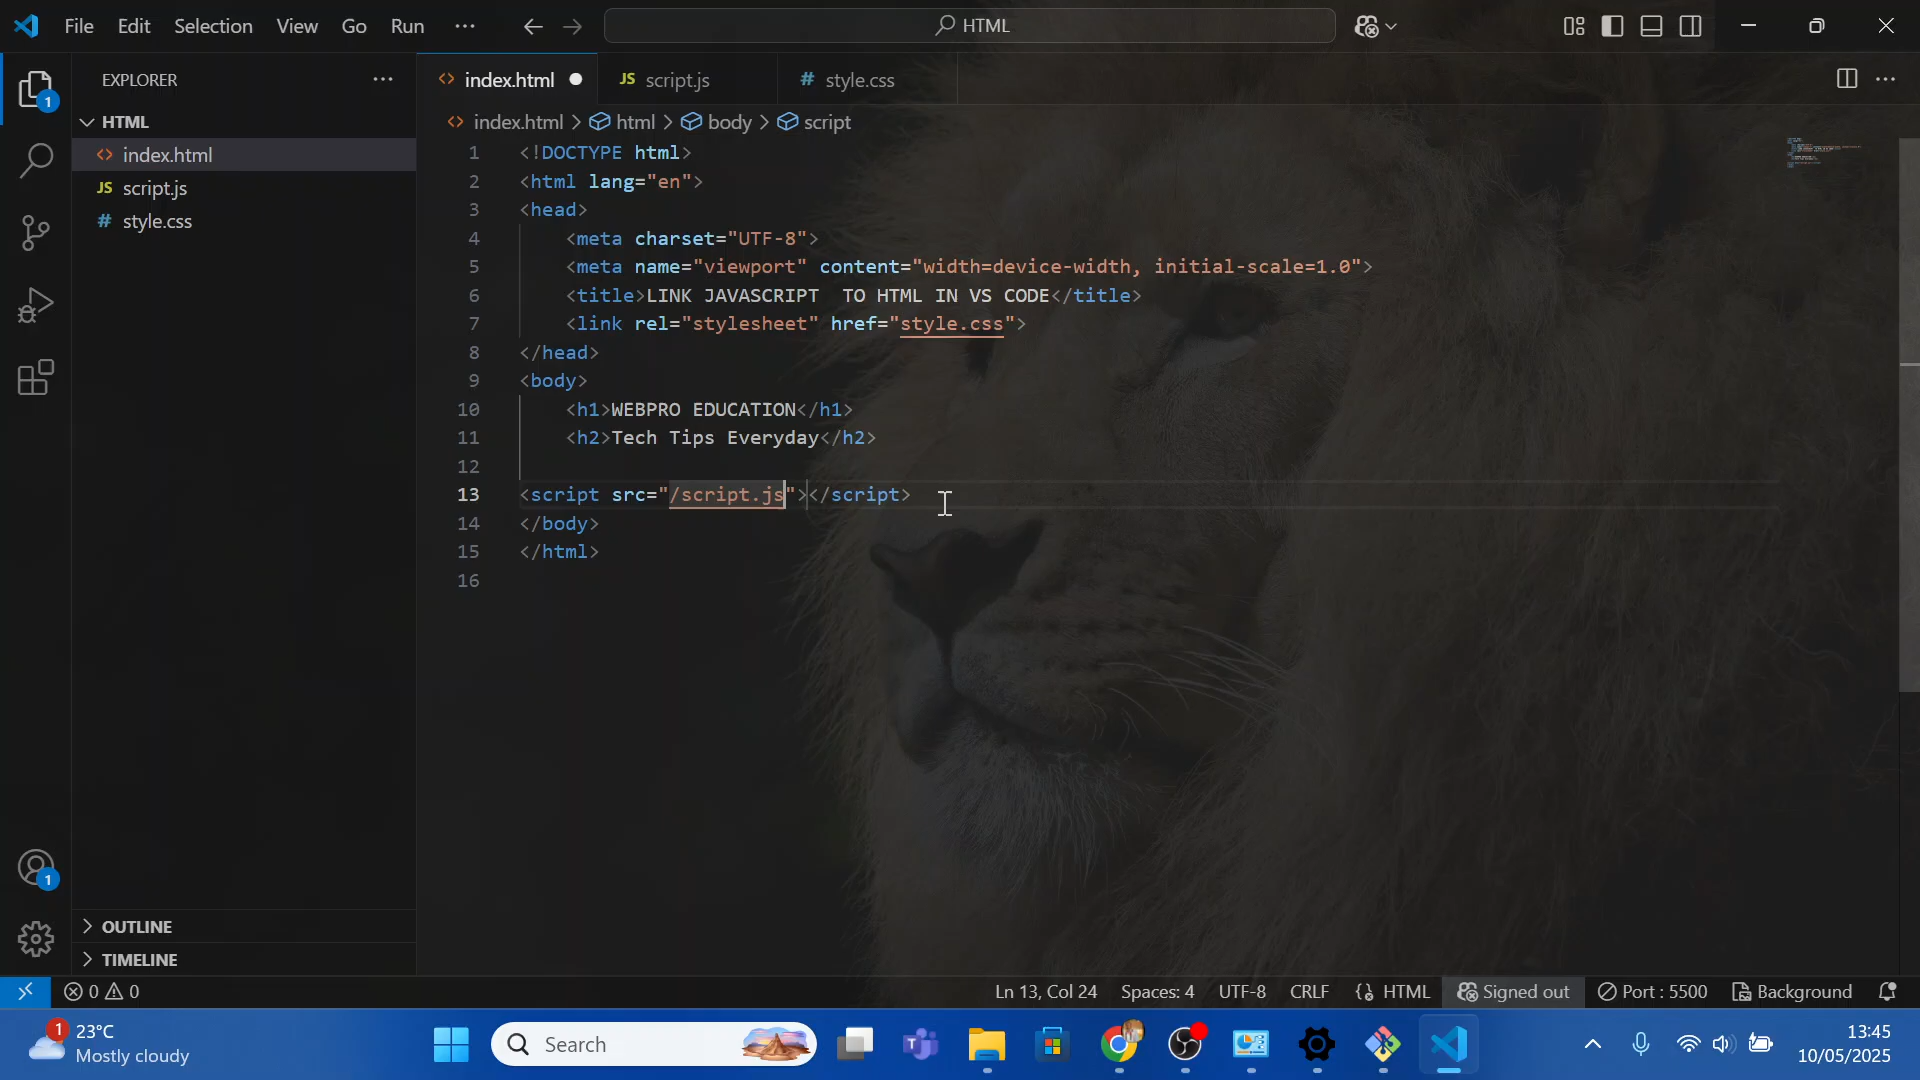 File Edit Selection View Go Run ··· HTML
EXPLORER ···
1
HTML
index.html
JS script.js
# style.css
OUTLINE
TIMELINE
1
index.html JS script.js # style.css
index.html > html > body > script
1 <!DOCTYPE html>
2 <html lang="en">
3 <head>
4 <meta charset="UTF-8">
5 <meta name="viewport" content="width=device-width, initial-scale=1.0">
6 <title>LINK JAVASCRIPT  TO HTML IN VS CODE</title>
7 <link rel="stylesheet" href="style.css">
8 </head>
9 <body>
10 <h1>WEBPRO EDUCATION</h1>
11 <h2>Tech Tips Everyday</h2>
12
13 <script src="/script.js"></script>
14 </body>
15 </html>
16
0 0 Ln 13, Col 24 Spaces: 4 UTF-8 CRLF {} HTML Signed out Port : 5500 Background
1 23°C
Mostly cloudy
Search
13:45
10/05/2025